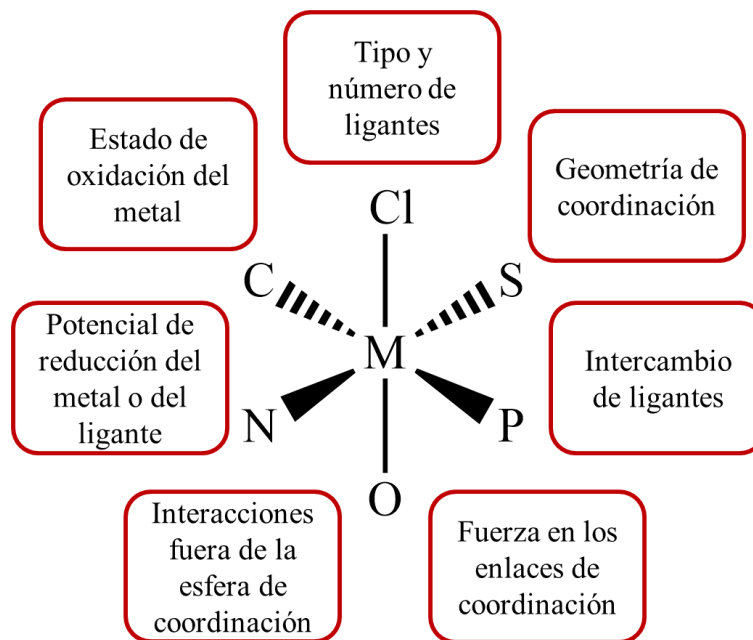 Tipo y
número de
ligantes
Estado de
oxidación del
metal
Geometría de
coordinación
Cl
C
S
Potencial de
reducción del
metal o del
ligante
M
Intercambio
de ligantes
N
P
O
Interacciones
fuera de la
esfera de
coordinación
Fuerza en los
enlaces de
coordinación